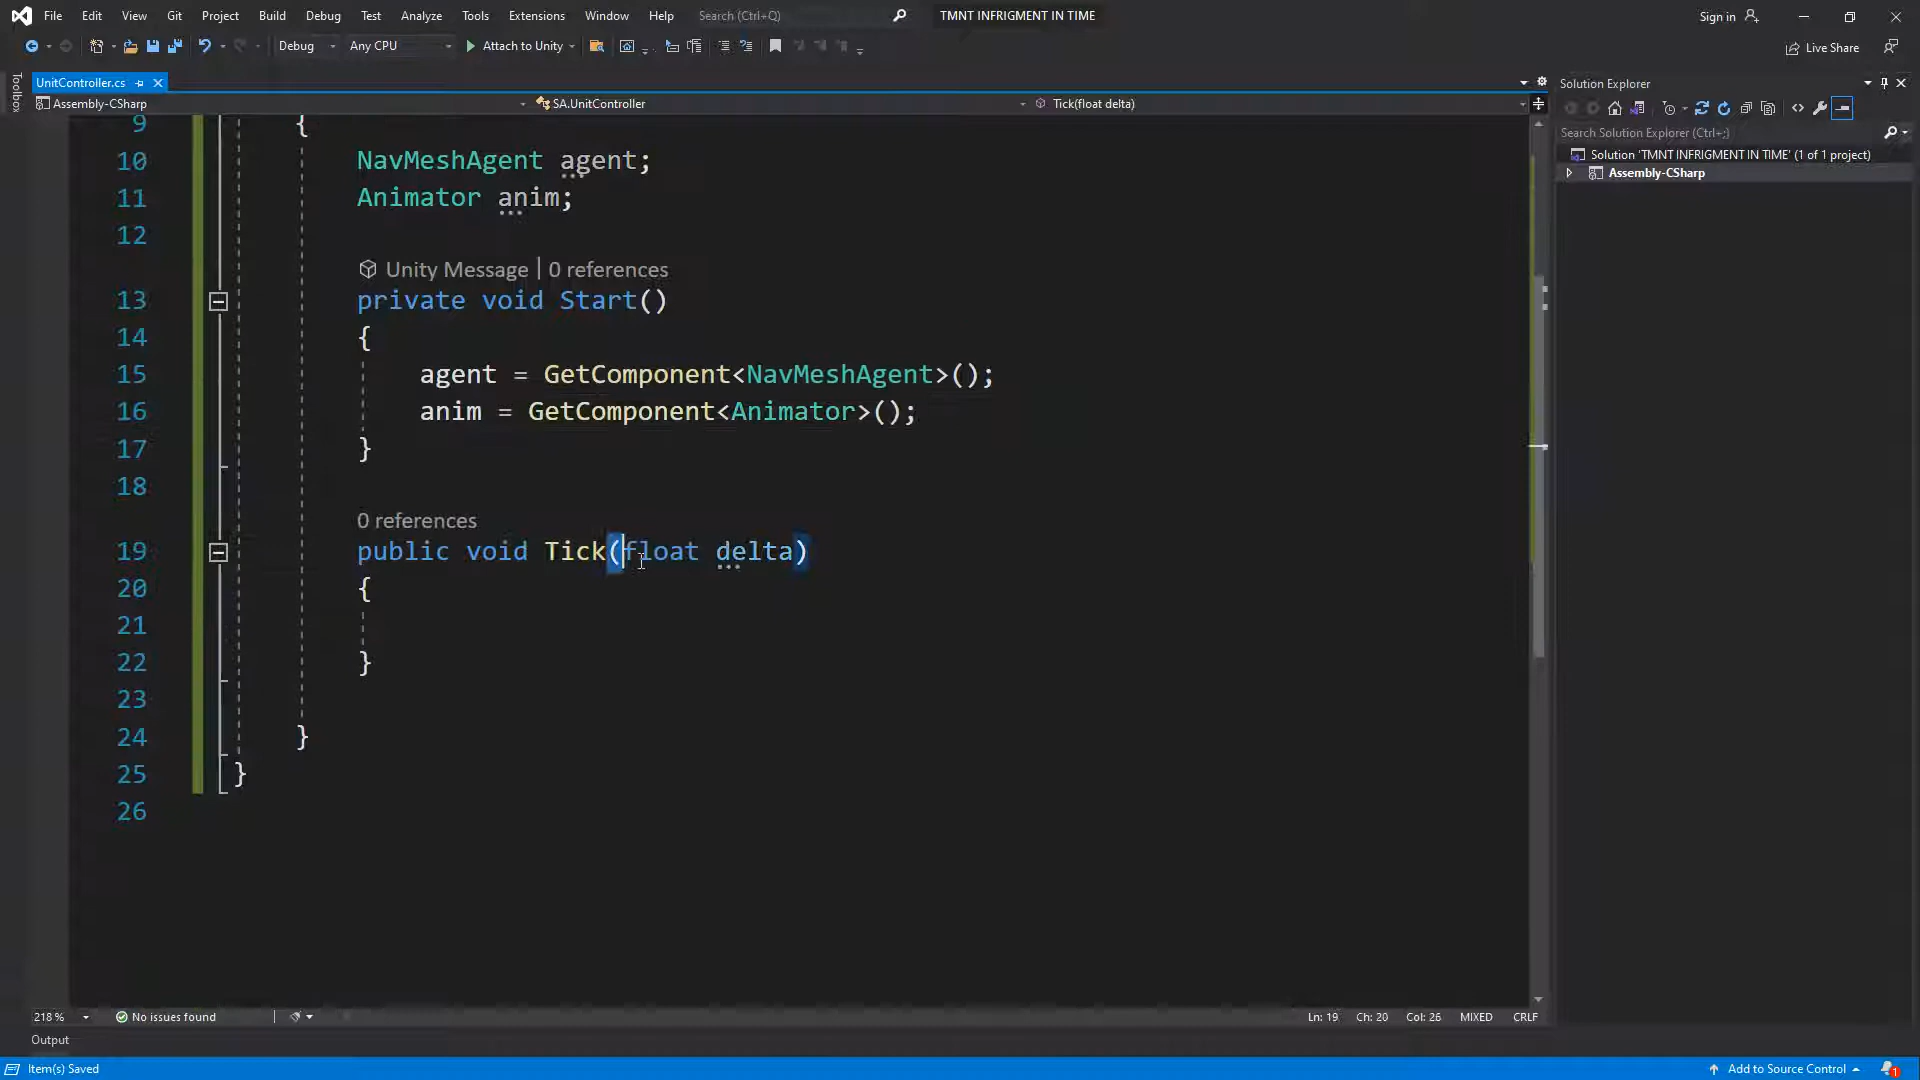 File Edit View Git Project Build Debug Test Analyze Tools Extensions Window Help Search (Ctrl+Q) TMNT INFRIGMENT IN TIME Sign in
Debug Any CPU Attach to Unity Live Share
Toolbox
UnitController.cs
Assembly-CSharp SA.UnitController Tick(float delta)
9 {
10 NavMeshAgent agent;
11 Animator anim;
12
Unity Message | 0 references
13 private void Start()
14 {
15 agent = GetComponent<NavMeshAgent>();
16 anim = GetComponent<Animator>();
17 }
18
0 references
19 public void Tick(float delta)
20 {
21
22 }
23
24 }
25 }
26
218 % No issues found Ln: 19 Ch: 20 Col: 26 MIXED CRLF
Output
Item(s) Saved Add to Source Control 1
Solution Explorer
Search Solution Explorer (Ctrl+;)
Solution 'TMNT INFRIGMENT IN TIME' (1 of 1 project)
Assembly-CSharp